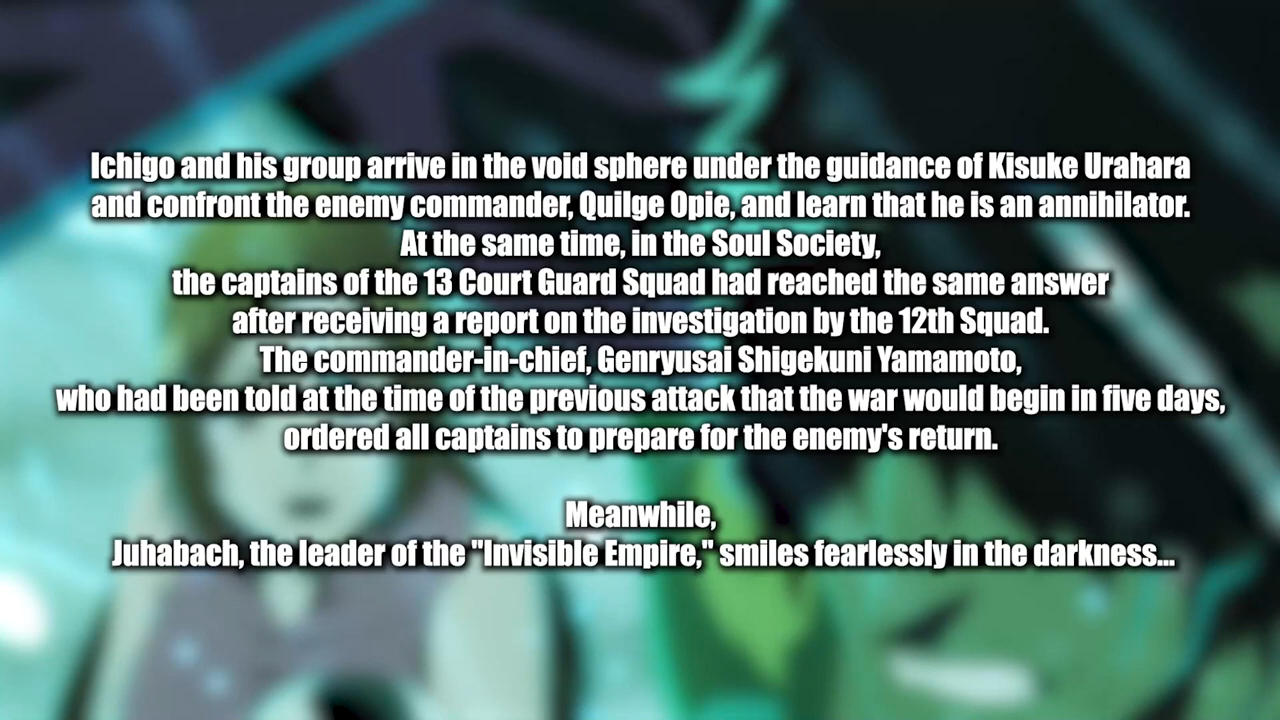 Ichigo and his group arrive in the void sphere under the guidance of Kisuke Urahara
and confront the enemy commander, Quilge Opie, and learn that he is an annihilator.
At the same time, in the Soul Society,
the captains of the 13 Court Guard Squad had reached the same answer
after receiving a report on the investigation by the 12th Squad.
The commander-in-chief, Genryusai Shigekuni Yamamoto,
who had been told at the time of the previous attack that the war would begin in five days,
ordered all captains to prepare for the enemy's return.
Meanwhile,
Juhabach, the leader of the "Invisible Empire," smiles fearlessly in the darkness...